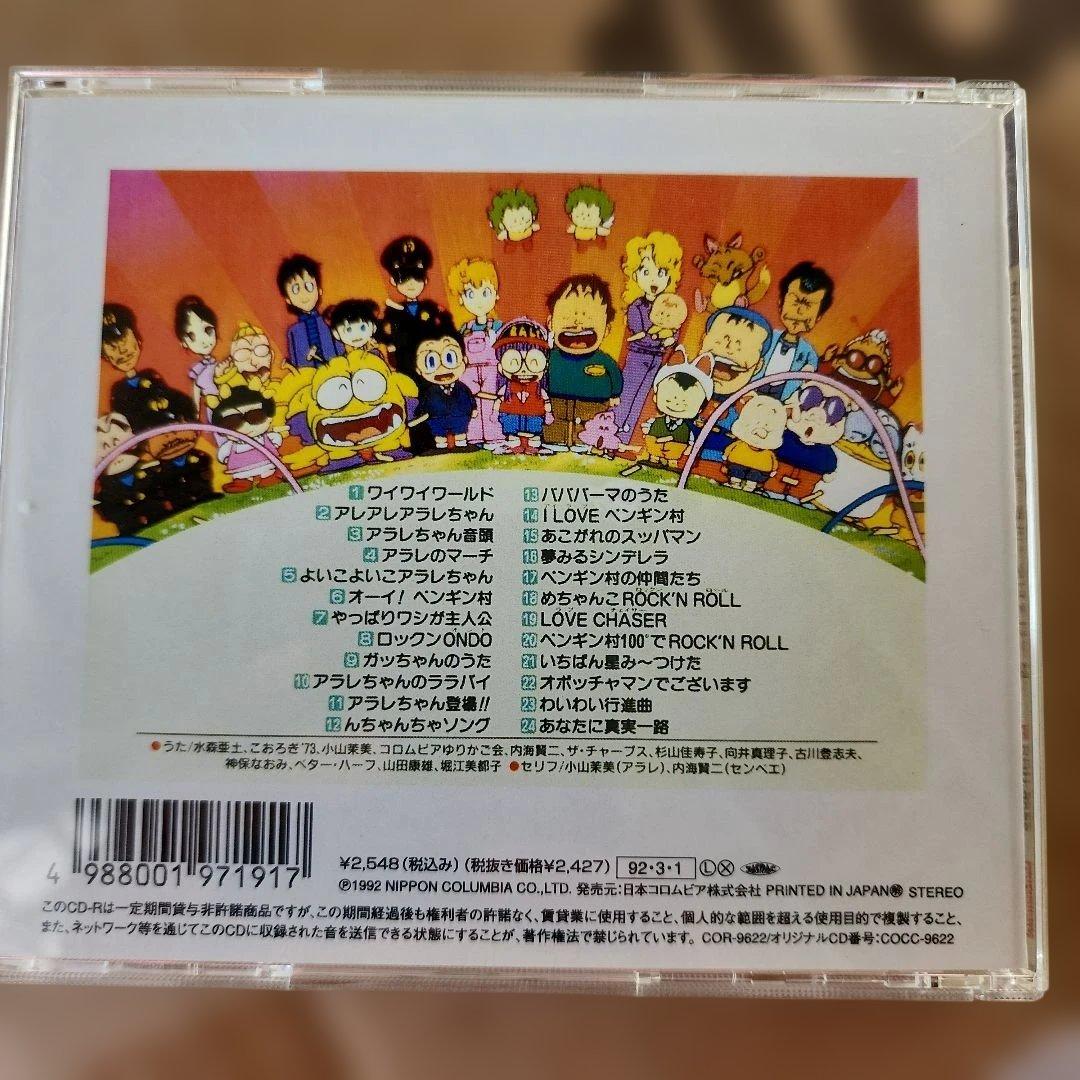 1 ワイワイワールド
2 アレアレアラレちゃん
3 アラレちゃん音頭
4 アラレのマーチ
5 よいこよいこアラレちゃん
6 オーイ! ペンギン村
7 やっぱりワシが主人公
8 ロックンONDO
9 ガッちゃんのうた
10 アラレちゃんのララバイ
11 アラレちゃん登場!!
12 んちゃんちゃソング
13 パパパーマのうた
14 I LOVE ペンギン村
15 あこがれのスッパマン
16 夢みるシンデレラ
17 ペンギン村の仲間たち
18 めちゃんこROCK'N ROLL
19 LOVE CHASER
20 ペンギン村100°でROCK'N ROLL
21 いちばん星み〜つけた
22 オボッチャマンでございます
23 わいわい行進曲
24 あなたに真実一路
●うた/水森亜土、こおろぎ'73、小山茉美、コロムビアゆりかご会、内海賢二、ザ・チャープス、杉山佳寿子、向井真理子、古川登志夫、
神保なおみ、ベター・ハーフ、山田康雄、堀江美都子 ●セリフ/小山茉美(アラレ)、内海賢二(センベエ)
4 988001 971917
¥2,548(税込み)(税抜き価格¥2,427) 92・3・1 L X
Ⓟ1992 NIPPON COLUMBIA CO.,LTD. 発売元:日本コロムビア株式会社 PRINTED IN JAPAN STEREO
このCD-Rは一定期間貸与非許諾商品ですが、この期間経過後も権利者の許諾なく、賃貸業に使用すること、個人的な範囲を超える使用目的で複製すること、
また、ネットワーク等を通じてこのCDに収録された音を送信できる状態にすることが、著作権法で禁じられています。 COR-9622/オリジナルCD番号:COCC-9622